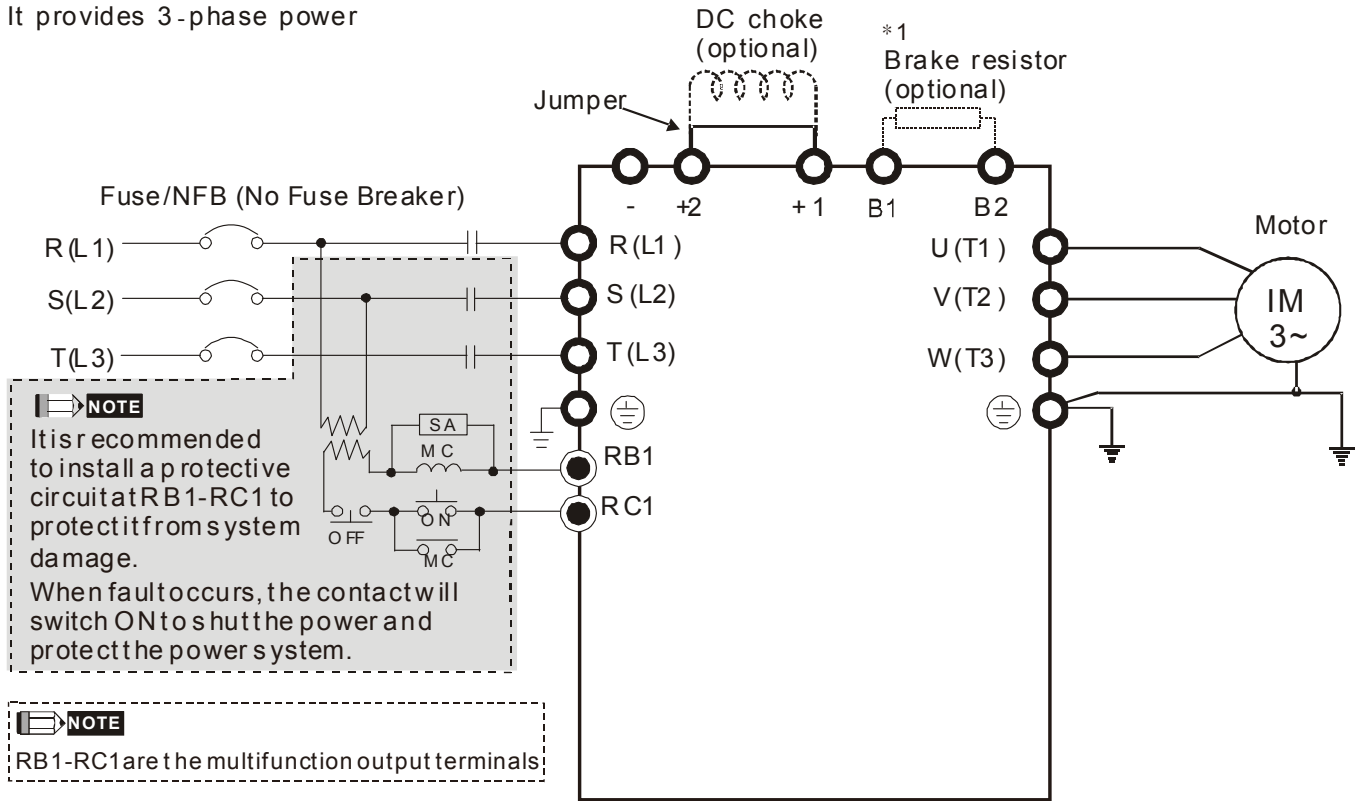 It provides 3-phase power
DC choke
(optional)
*1
Brake resistor
(optional)
Jumper
Fuse/NFB (No Fuse Breaker)
- +2 +1 B1 B2
Motor
R(L1) R(L1) U(T1)
S(L2) S(L2) V(T2)
IM
3~
T(L3) T(L3) W(T3)
NOTE
It is recommended
to install a protective
circuit at RB1-RC1 to
protect it from system
damage.
When fault occurs, the contact will
switch ON to shut the power and
protect the power system.
SA
MC
RB1
OFF
ON
MC
RC1
NOTE
RB1-RC1 are the multifunction output terminals